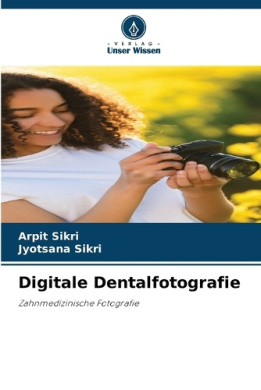 VERLAG
Unser Wissen
Arpit Sikri
Jyotsana Sikri
Digitale Dentalfotografie
Zahnmedizinische Fotografie